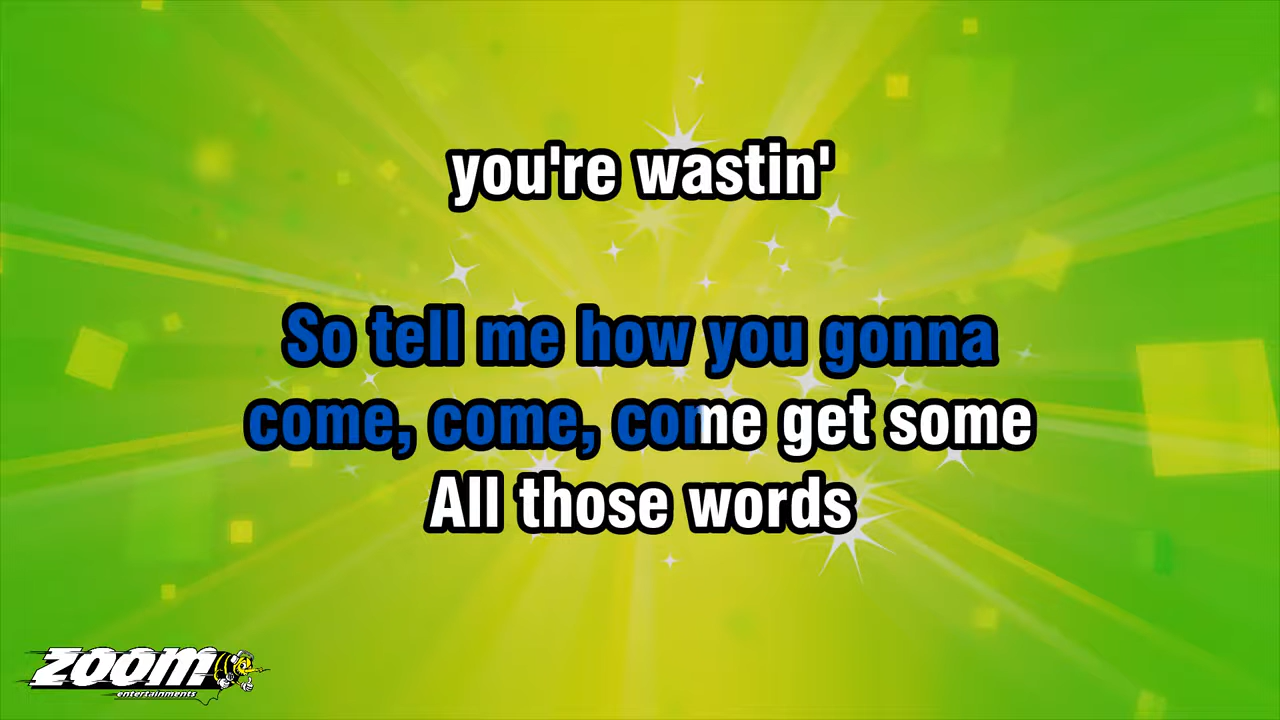 you're wastin'
So tell me how you gonna
come, come, come get some
All those words
zoom
entertainments